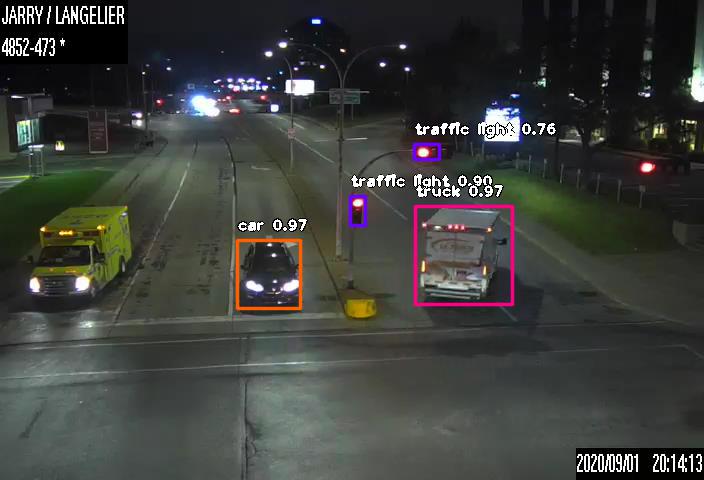 JARRY / LANGELIER
4852-473 *
traffic light 0.76
traffic light 0.90
truck 0.97
car 0.97
2020/09/01 20:14:13